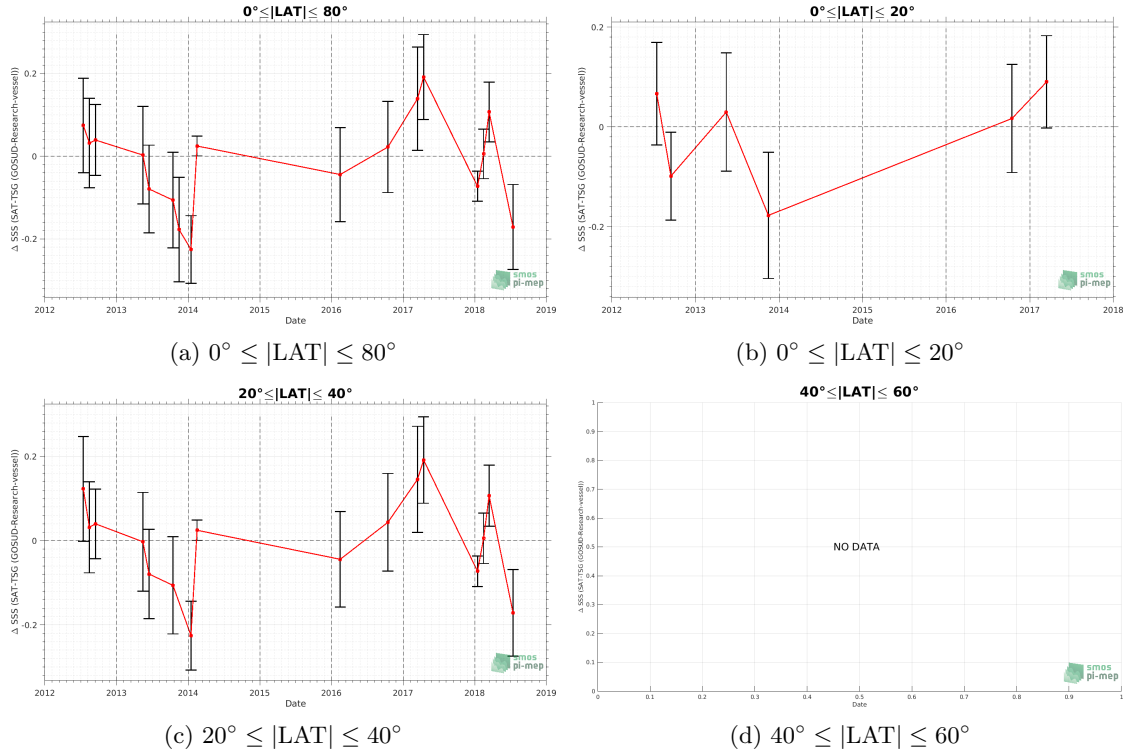 0°≤|LAT|≤ 80°
Δ SSS (SAT-TSG (GOSUD-Research-vessel))
0.2
0
-0.2
2012 2013 2014 2015 2016 2017 2018 2019
Date
smos
pi-mep
(a) 0° ≤ |LAT| ≤ 80°
0°≤|LAT|≤ 20°
Δ SSS (SAT-TSG (GOSUD-Research-vessel))
0.2
0
-0.2
2012 2013 2014 2015 2016 2017 2018
Date
smos
pi-mep
(b) 0° ≤ |LAT| ≤ 20°
20°≤|LAT|≤ 40°
Δ SSS (SAT-TSG (GOSUD-Research-vessel))
0.2
0
-0.2
2012 2013 2014 2015 2016 2017 2018 2019
Date
smos
pi-mep
(c) 20° ≤ |LAT| ≤ 40°
40°≤|LAT|≤ 60°
Δ SSS (SAT-TSG (GOSUD-Research-vessel))
1
0.9
0.8
0.7
0.6
0.5
0.4
0.3
0.2
0.1
0
NO DATA
0 0.1 0.2 0.3 0.4 0.5 0.6 0.7 0.8 0.9 1
Date
smos
pi-mep
(d) 40° ≤ |LAT| ≤ 60°